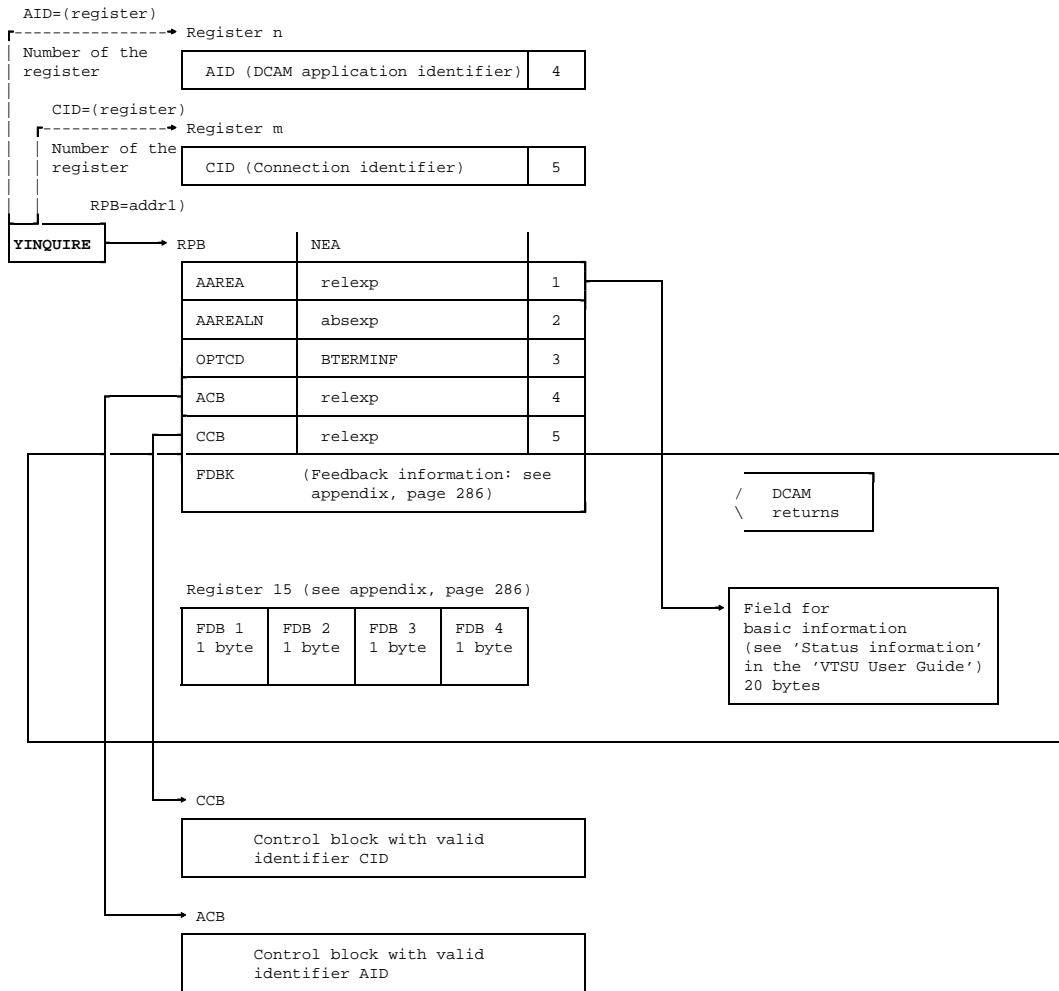 AID=(register)
Register n
Number of the
register
AID (DCAM application identifier) 4
CID=(register)
Register m
Number of the
register
CID (Connection identifier) 5
RPB=addr1)
YINQUIRE RPB NEA
AAREA relexp 1
AAREALN absexp 2
OPTCD BTERMINF 3
ACB relexp 4
CCB relexp 5
FDBK (Feedback information: see
appendix, page 286)
/ DCAM
\ returns
Register 15 (see appendix, page 286)
FDB 1 FDB 2 FDB 3 FDB 4
1 byte 1 byte 1 byte 1 byte
Field for
basic information
(see 'Status information'
in the 'VTSU User Guide')
20 bytes
CCB
Control block with valid
identifier CID
ACB
Control block with valid
identifier AID